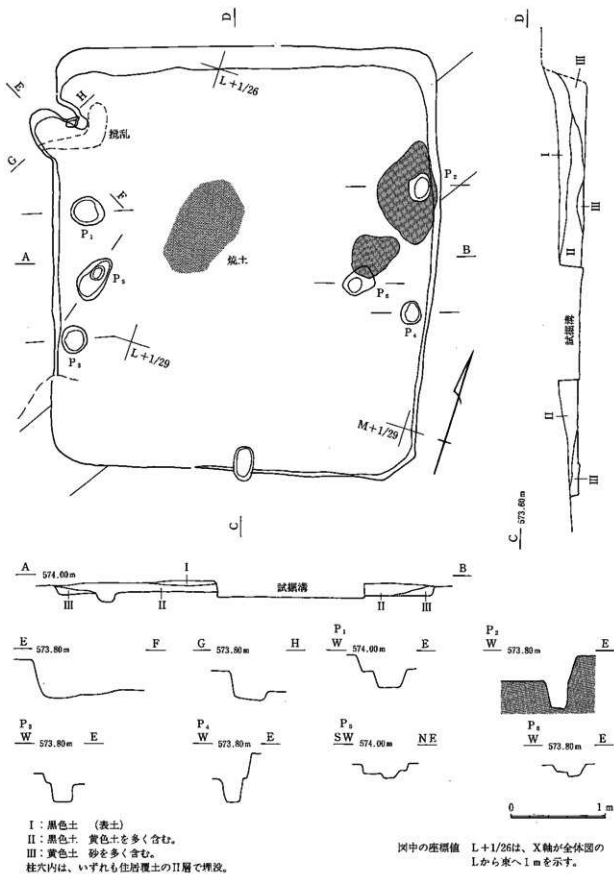 D
D
E
H
L+1/26
III
撹乱
G
I
F
P₂
P₁
III
A
B
焼土
P₅
P₆
II
P₄
P₃
L+1/29
試掘溝
M+1/29
II
III
C
C 573.80m
A 574.00m
I
試掘溝
B
III
II
II
III
E 573.80m F
G 573.80m H
P₁
W 574.00m E
P₂
W 573.80m E
P₃
W 573.80m E
P₄
W 573.80m E
P₅
SW 574.00m NE
P₆
W 573.80m E
0 1m
I：黒色土 （表土）
II：黒色土 黄色土を多く含む。
III：黄色土 砂を多く含む。
柱穴内は、いずれも住居覆土のII層で埋没。
図中の座標値 L+1/26は、X軸が全体図の
Lから東へ1mを示す。